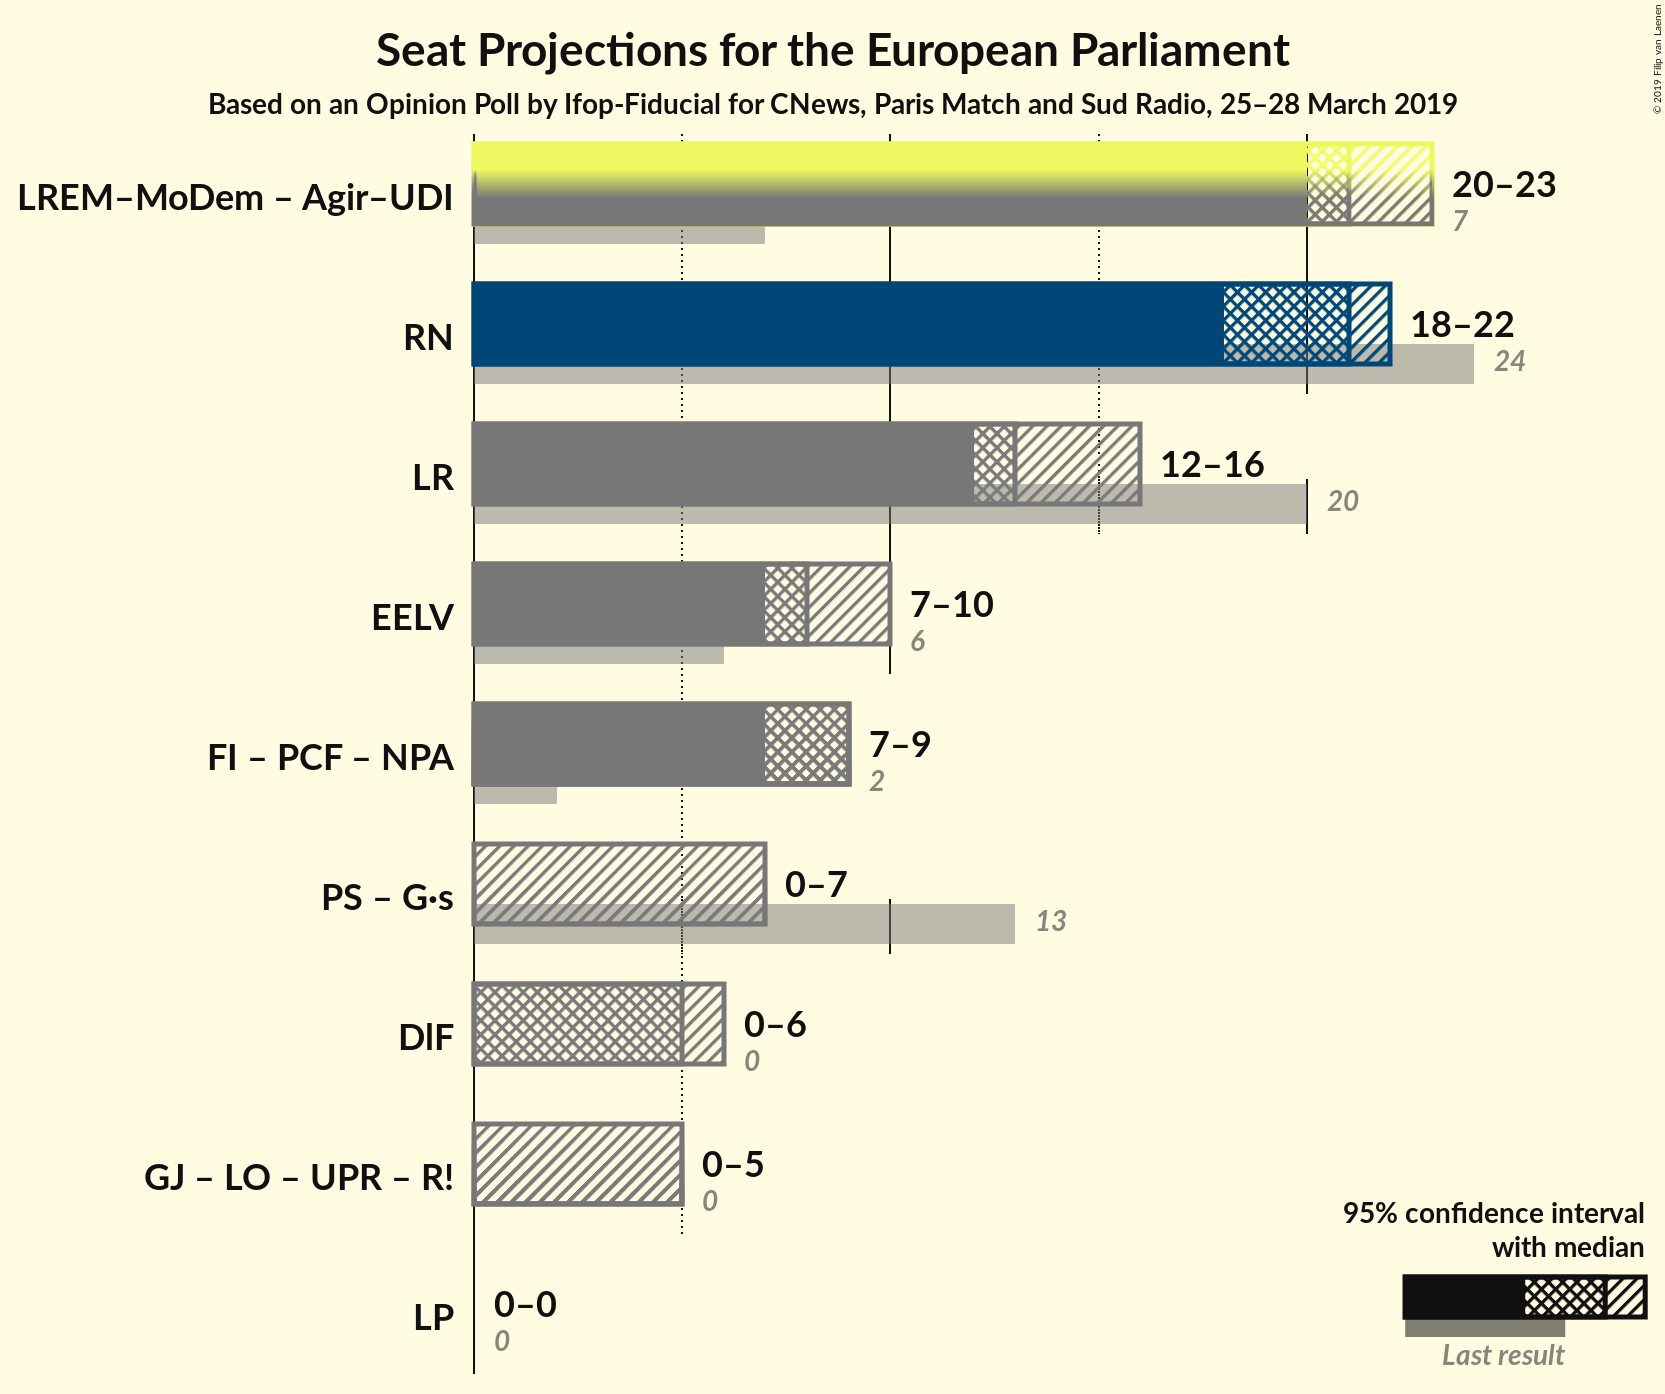 Seat Projections for the European Parliament
Based on an Opinion Poll by Ifop-Fiducial for CNews, Paris Match and Sud Radio, 25–28 March 2019
© 2019 Filip van Laenen
LREM–MoDem – Agir–UDI
20–23
7
RN
18–22
24
LR
12–16
20
EELV
7–10
6
FI – PCF – NPA
7–9
2
PS – G·s
0–7
13
DlF
0–6
0
GJ – LO – UPR – R!
0–5
0
LP
0–0
0
95% confidence interval
with median
Last result